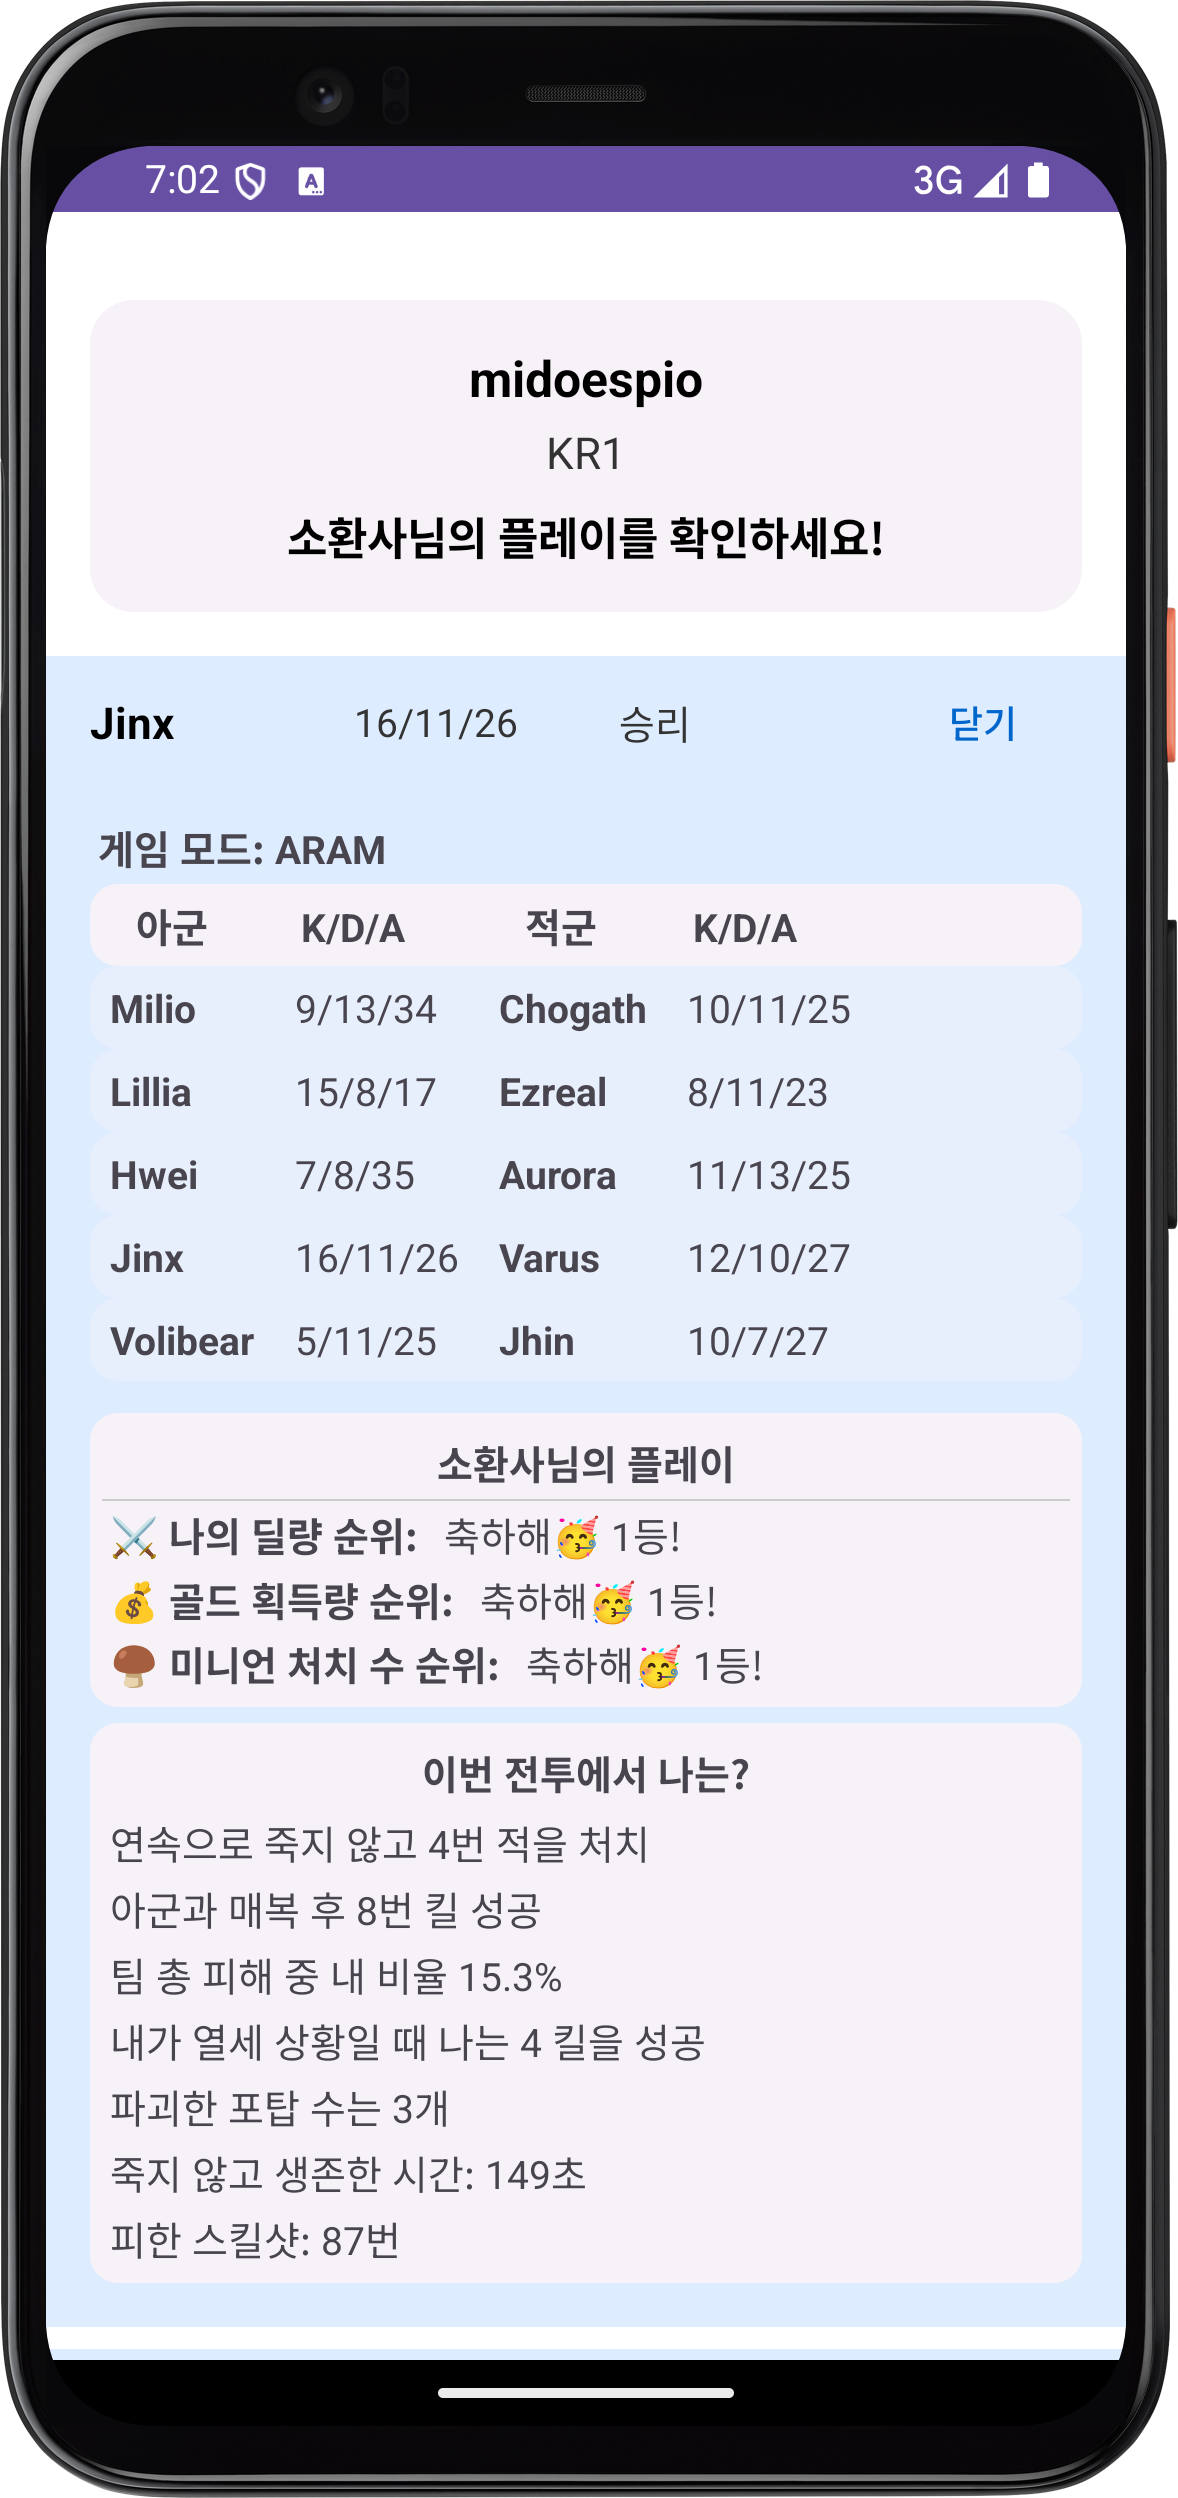 7:02
3G
midoespio
KR1
소환사님의 플레이를 확인하세요!
Jinx 16/11/26 승리 닫기
게임 모드: ARAM
아군 K/D/A 적군 K/D/A
Milio 9/13/34 Chogath 10/11/25
Lillia 15/8/17 Ezreal 8/11/23
Hwei 7/8/35 Aurora 11/13/25
Jinx 16/11/26 Varus 12/10/27
Volibear 5/11/25 Jhin 10/7/27
소환사님의 플레이
⚔️ 나의 딜량 순위: 축하해🥳 1등!
💰 골드 획득량 순위: 축하해🥳 1등!
🍄 미니언 처치 수 순위: 축하해🥳 1등!
이번 전투에서 나는?
연속으로 죽지 않고 4번 적을 처치
아군과 매복 후 8번 킬 성공
팀 총 피해 중 내 비율 15.3%
내가 열세 상황일 때 나는 4 킬을 성공
파괴한 포탑 수는 3개
죽지 않고 생존한 시간: 149초
피한 스킬샷: 87번